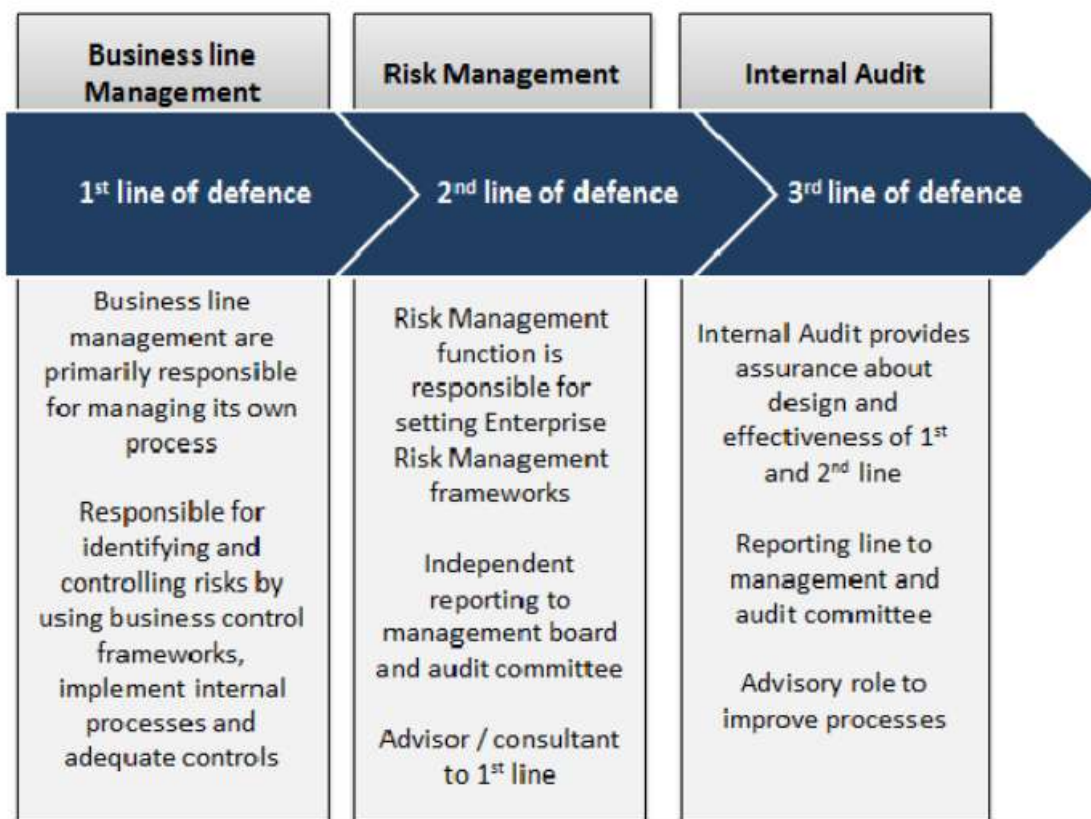 Business line
Management
Risk Management
Internal Audit
1st line of defence
2nd line of defence
3rd line of defence
Business line
management are
primarily responsible
for managing its own
process
Responsible for
identifying and
controlling risks by
using business control
frameworks,
implement internal
processes and
adequate controls
Risk Management
function is
responsible for
setting Enterprise
Risk Management
frameworks
Independent
reporting to
management board
and audit committee
Advisor / consultant
to 1st line
Internal Audit provides
assurance about
design and
effectiveness of 1st
and 2nd line
Reporting line to
management and
audit committee
Advisory role to
improve processes